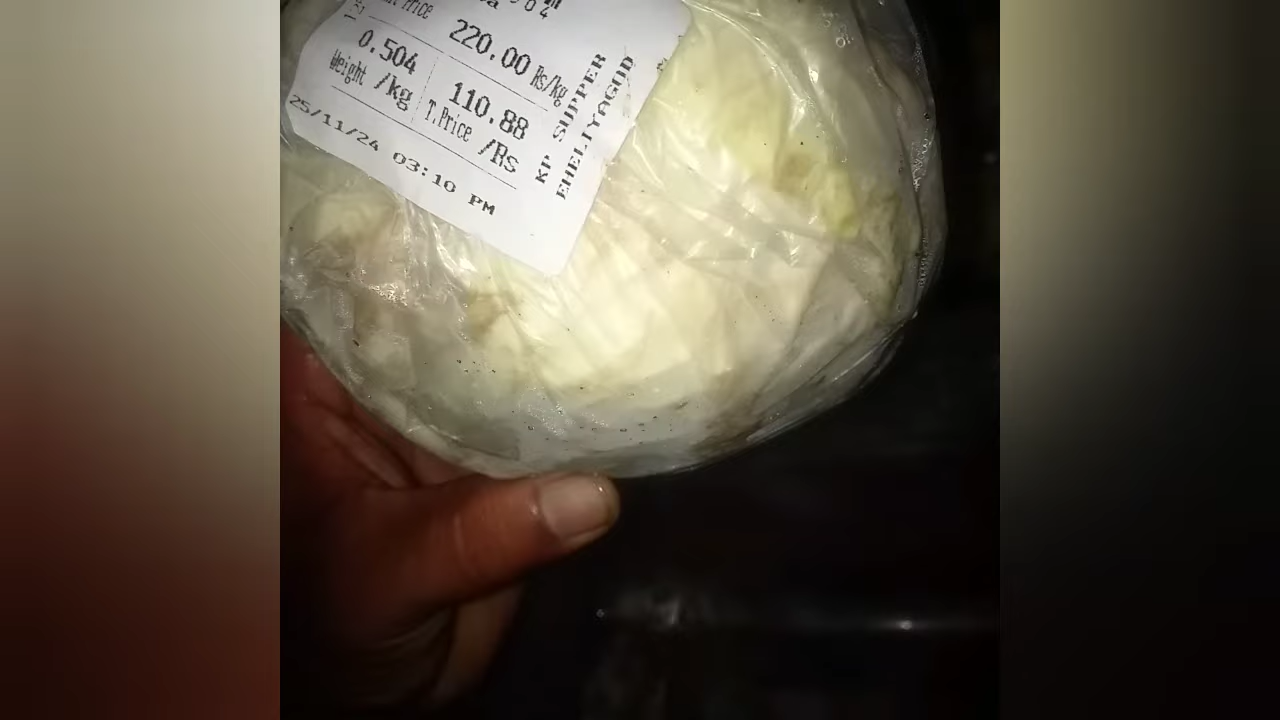 Price
220.00 Rs/kg
0.504
Weight /kg
110.88
T.Price /Rs
25/11/24 03:10 PM
KP SUPPER
EHELIYAGOD